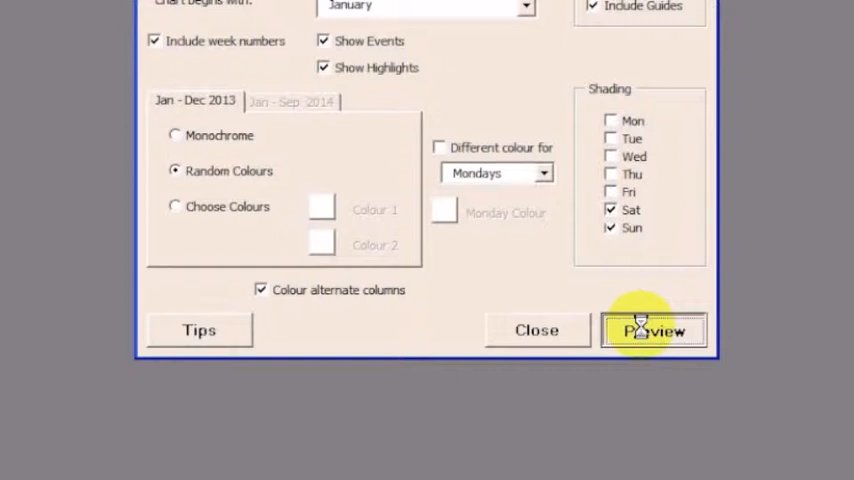 Chart begins with:
January
Include Guides
Include week numbers
Show Events
Show Highlights
Jan - Dec 2013
Jan - Sep 2014
Shading
Monochrome
Mon
Different colour for
Tue
Wed
Random Colours
Mondays
Thu
Fri
Choose Colours
Colour 1
Monday Colour
Sat
Sun
Colour 2
Colour alternate columns
Tips
Close
Preview